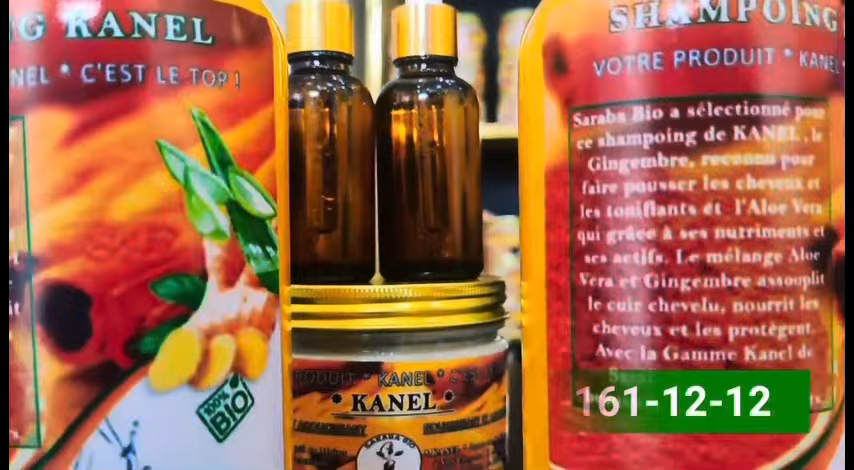 G KANEL
NEL * C'EST LE TOP !
100%
BIO
PRODUIT * KANEL * C'EST
* KANEL *
SHAMPOING
VOTRE PRODUIT * KANEL
Saraba Bio a sélectionné pour
ce shampoing de KANEL, le
Gingembre, reconnu pour
faire pousser les cheveux et
les tonifiants et l'Aloe Vera
qui grâce à ses nutriments et
ses actifs. Le mélange Aloe
Vera et Gingembre assouplit
le cuir chevelu, nourrit les
cheveux et les protègent.
Avec la Gamme Kanel de
161-12-12